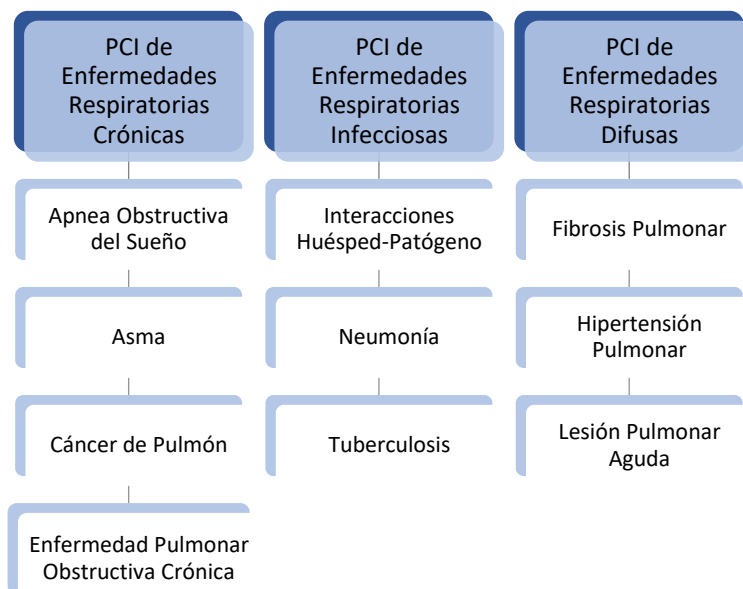 PCI de
Enfermedades
Respiratorias
Crónicas
Apnea Obstructiva
del Sueño
Asma
Cáncer de Pulmón
Enfermedad Pulmonar
Obstructiva Crónica
PCI de
Enfermedades
Respiratorias
Infecciosas
Interacciones
Huésped-Patógeno
Neumonía
Tuberculosis
PCI de
Enfermedades
Respiratorias
Difusas
Fibrosis Pulmonar
Hipertensión
Pulmonar
Lesión Pulmonar
Aguda